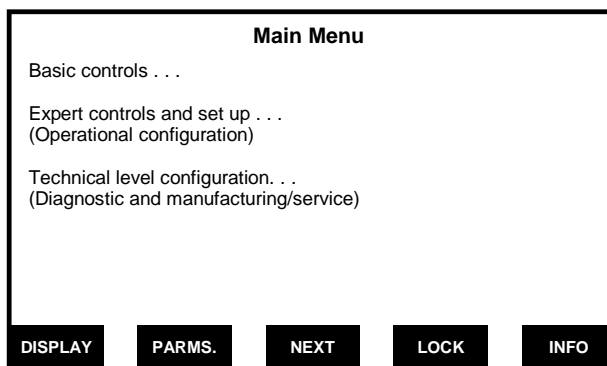 Main Menu
Basic controls . . .
Expert controls and set up . . .
(Operational configuration)
Technical level configuration. . .
(Diagnostic and manufacturing/service)
DISPLAY PARMS. NEXT LOCK INFO